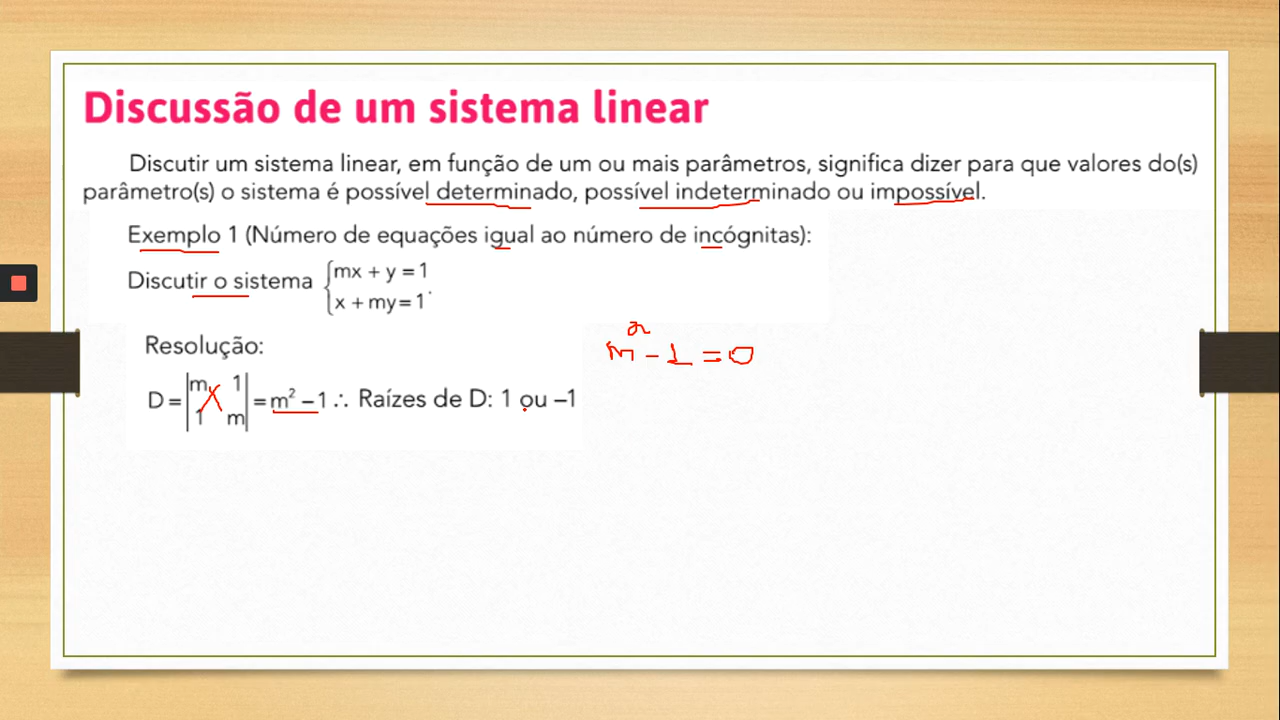 Discussão de um sistema linear
Discutir um sistema linear, em função de um ou mais parâmetros, significa dizer para que valores do(s)
parâmetro(s) o sistema é possível determinado, possível indeterminado ou impossível.
Exemplo 1 (Número de equações igual ao número de incógnitas):
Discutir o sistema { mx + y = 1
x + my = 1 .
Resolução:
m² - 1 = 0
D = | m 1 | = m² – 1 ∴ Raízes de D: 1 ou –1
| 1 m |